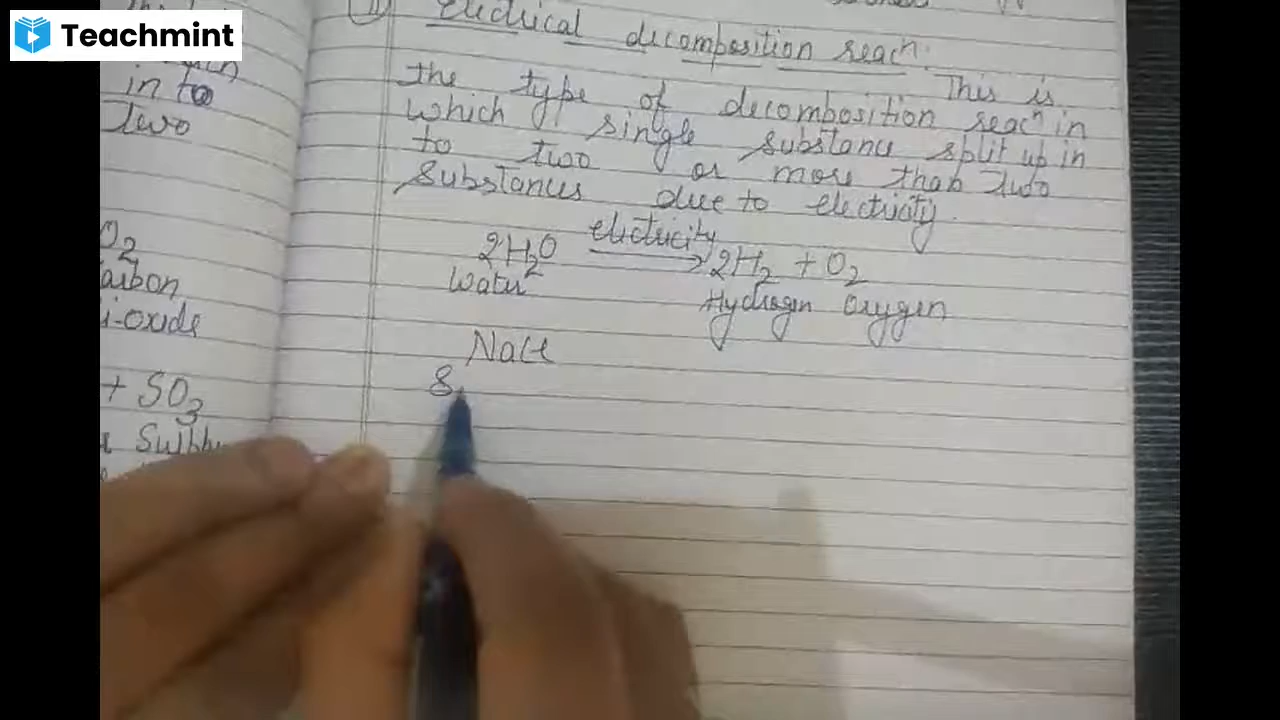 Teachmint
Electrical decomposition reacⁿ:
in to
Two
This is
the type of decomposition reacⁿ in
which single substance split up in
to two or more than two
substances due to electricity.
O2
2H2O electricity → 2H2 + O2
Water Hydrogen Oxygen
arbon
i-oxide
NaCl
+ SO3
S